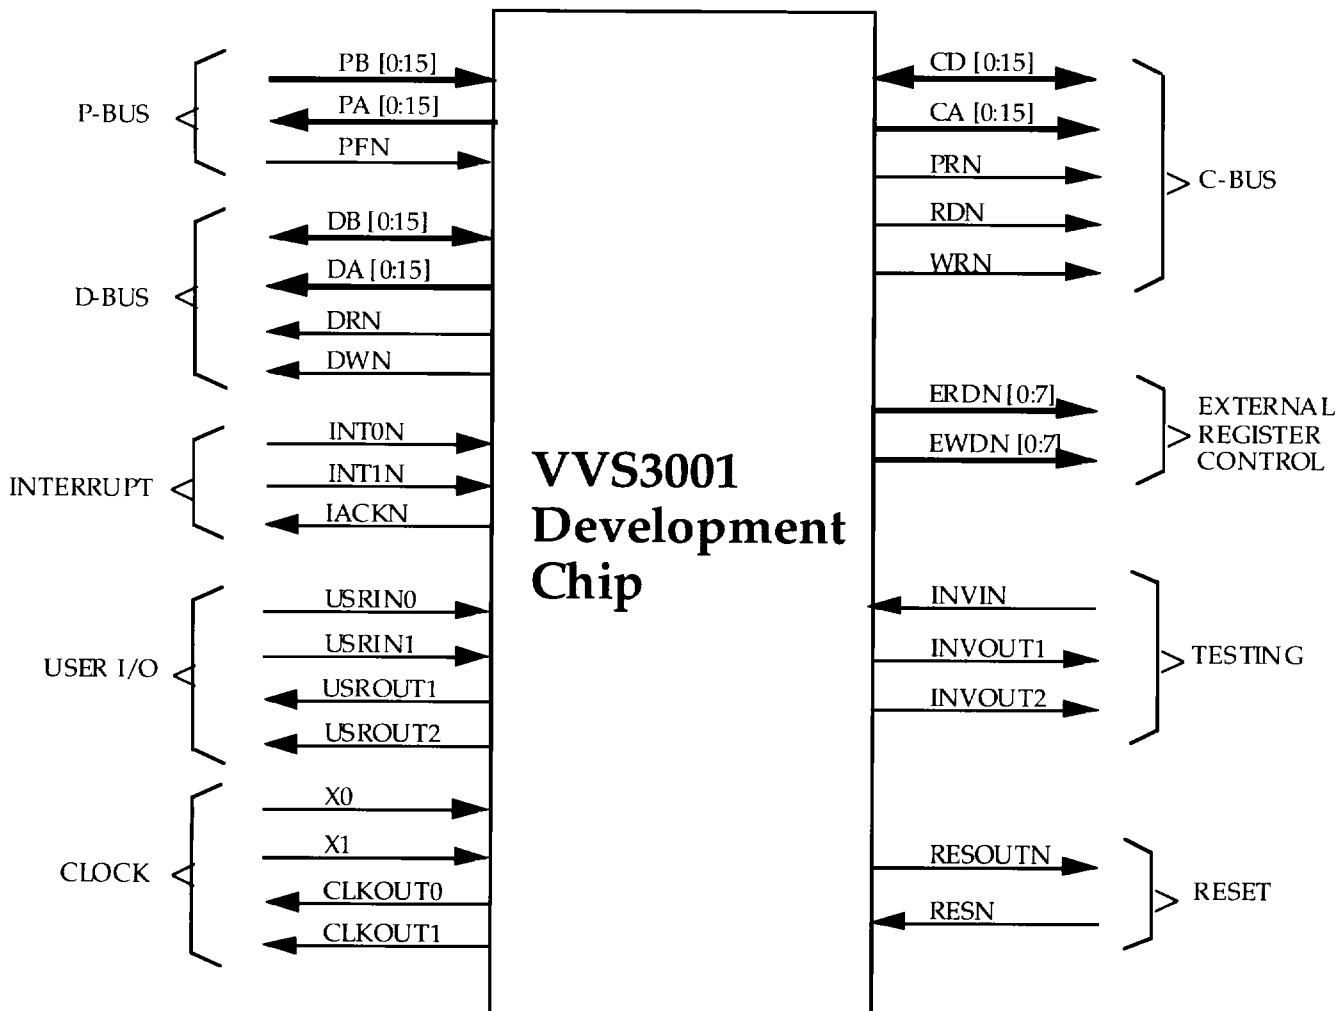 P-BUS
PB [0:15]
PA [0:15]
PFN
D-BUS
DB [0:15]
DA [0:15]
DRN
DWN
INTERRUPT
INT0N
INT1N
IACKN
USER I/O
USRIN0
USRIN1
USROUT1
USROUT2
CLOCK
X0
X1
CLKOUT0
CLKOUT1
VVS3001
Development
Chip
CD [0:15]
CA [0:15]
PRN
RDN
WRN
C-BUS
ERDN [0:7]
EWDN [0:7]
EXTERNAL
REGISTER
CONTROL
INVIN
INVOUT1
INVOUT2
TESTING
RESOUTN
RESN
RESET